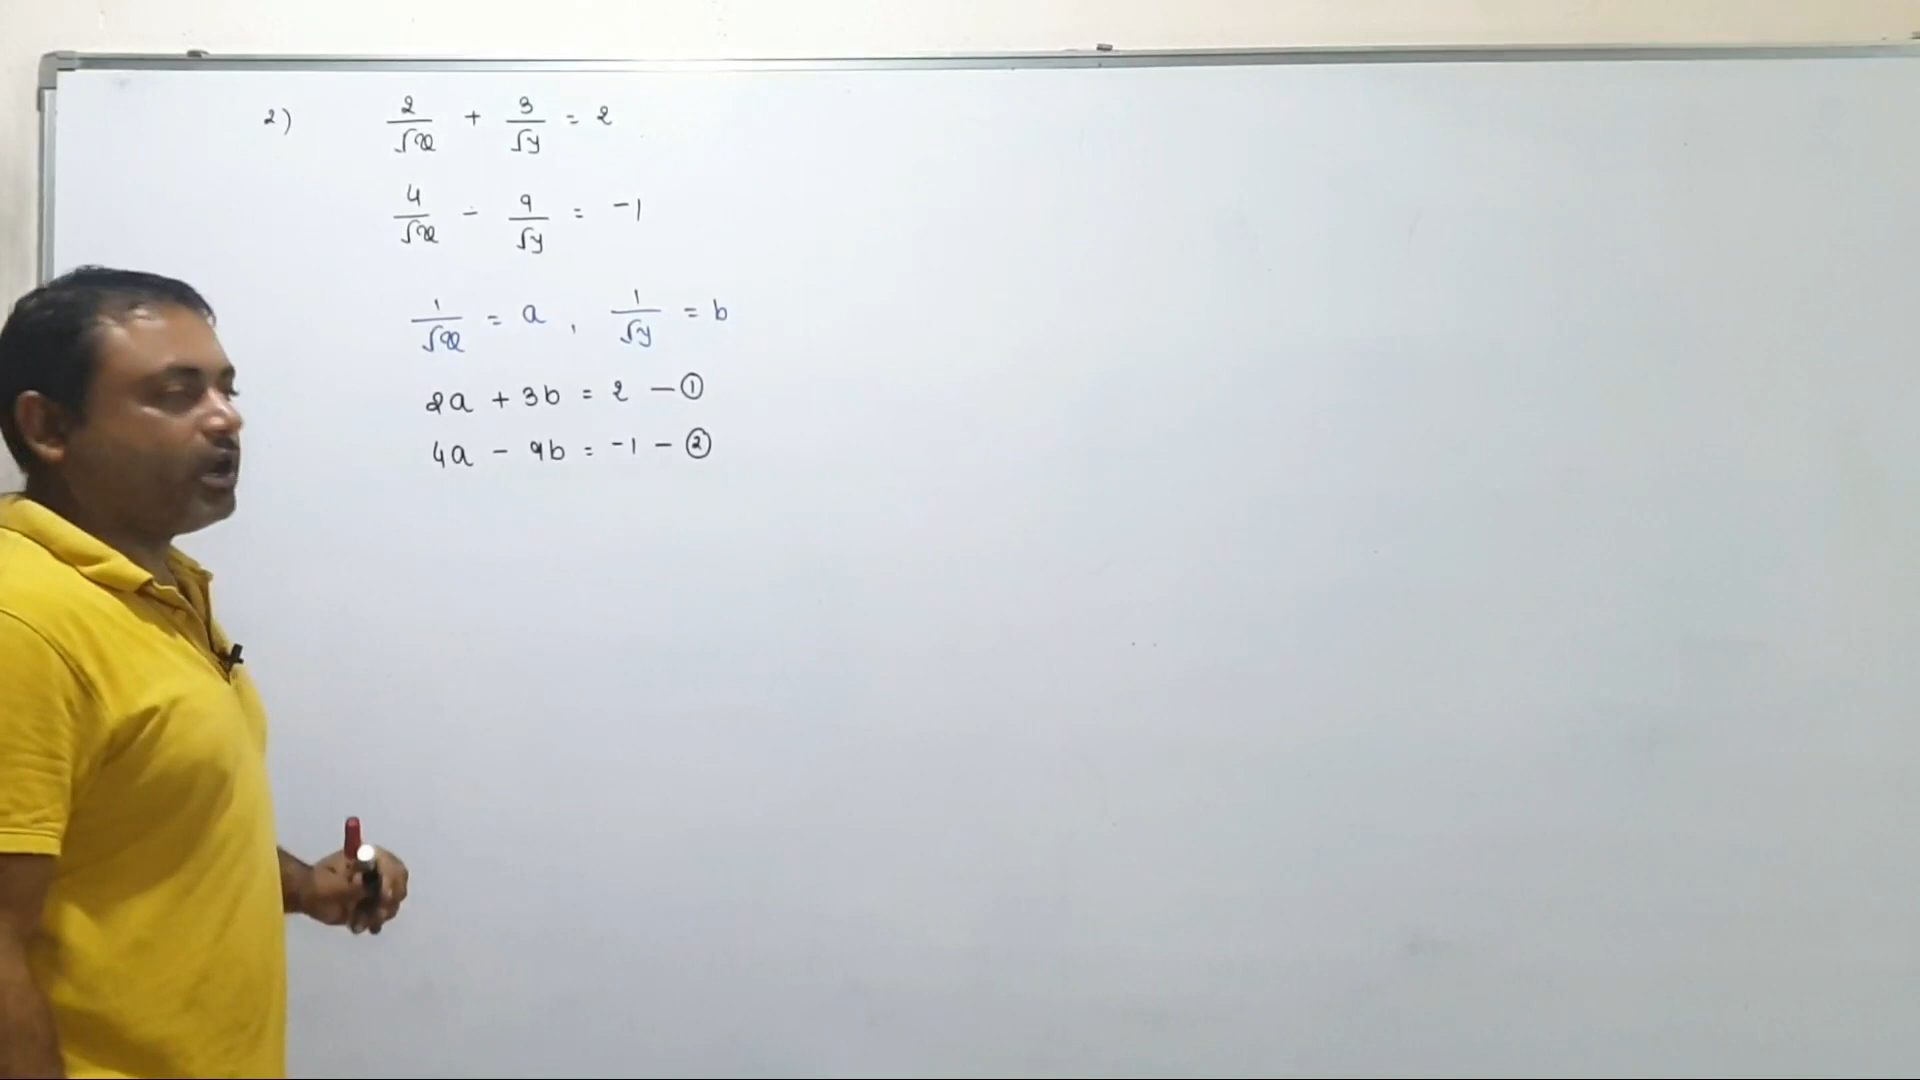 2) 2/√x + 3/√y = 2
4/√x - 9/√y = -1
1/√x = a , 1/√y = b
2a + 3b = 2 — ①
4a - 9b = -1 - ②